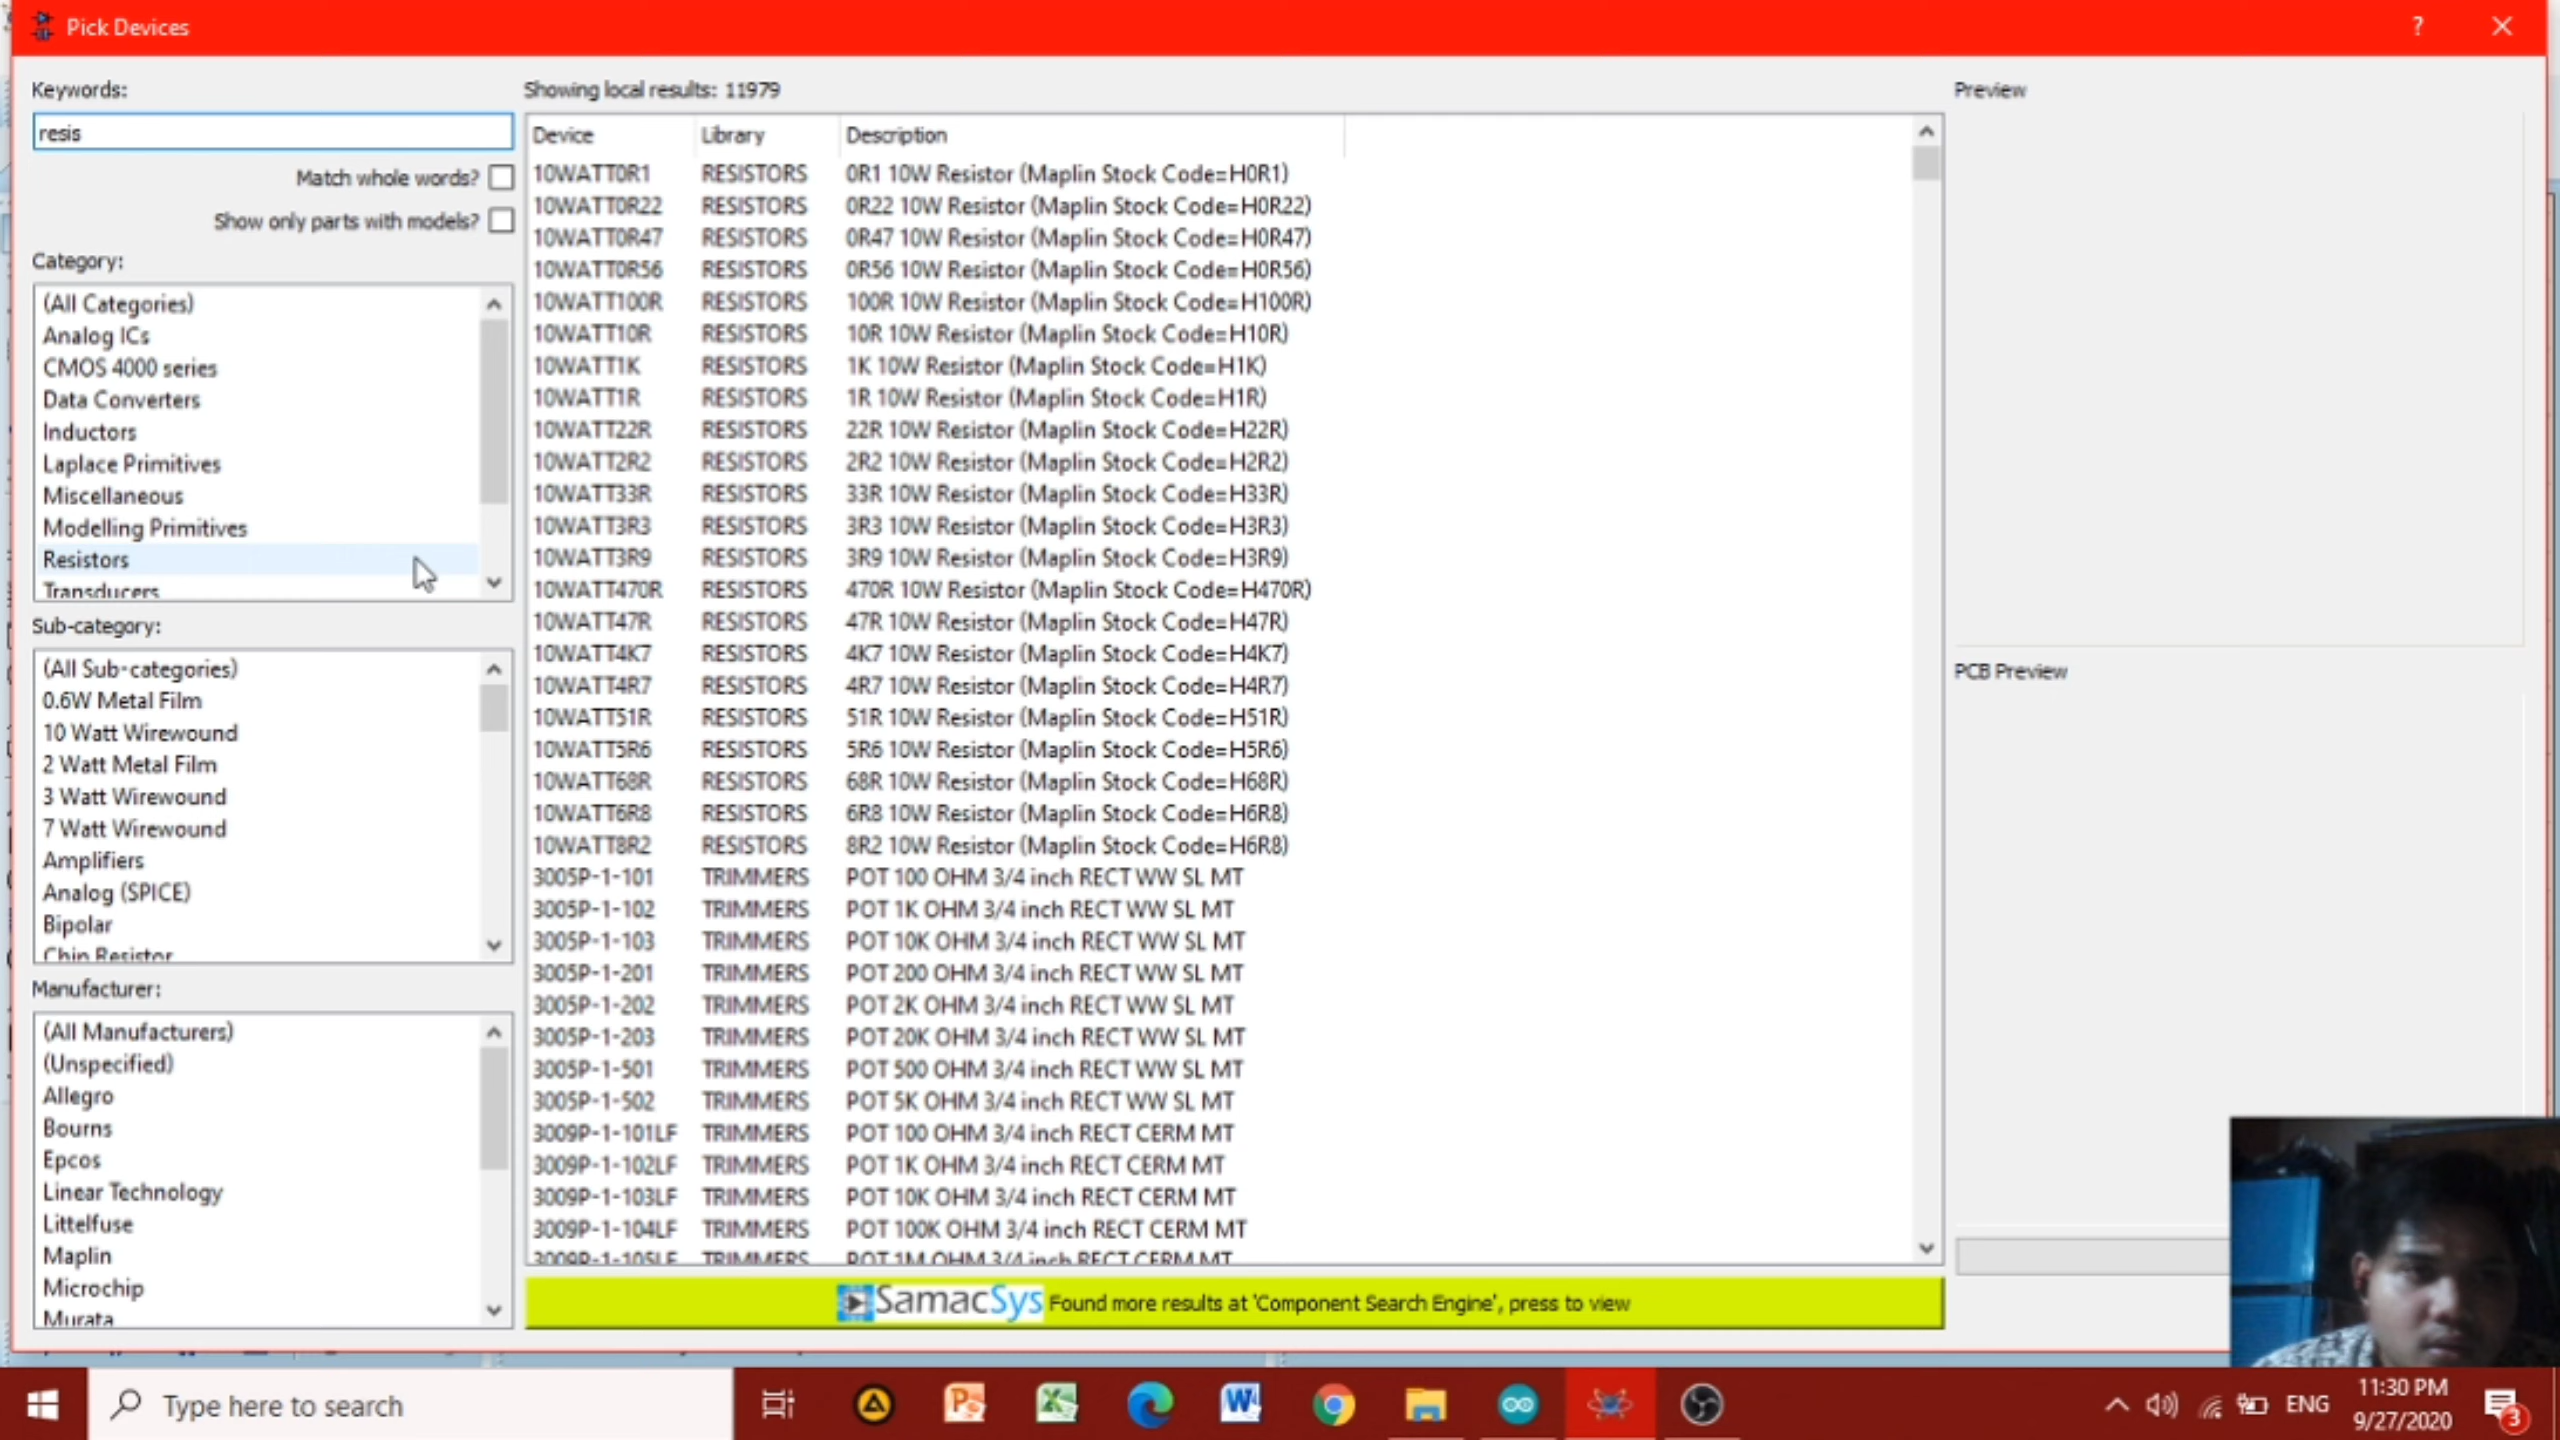 Pick Devices
?
Keywords:
resis
Match whole words?
Show only parts with models?
Category:
(All Categories)
Analog ICs
CMOS 4000 series
Data Converters
Inductors
Laplace Primitives
Miscellaneous
Modelling Primitives
Resistors
Transducers
Sub-category:
(All Sub-categories)
0.6W Metal Film
10 Watt Wirewound
2 Watt Metal Film
3 Watt Wirewound
7 Watt Wirewound
Amplifiers
Analog (SPICE)
Bipolar
Chip Resistor
Manufacturer:
(All Manufacturers)
(Unspecified)
Allegro
Bourns
Epcos
Linear Technology
Littelfuse
Maplin
Microchip
Murata
Showing local results: 11979
Device Library Description
10WATT0R1 RESISTORS 0R1 10W Resistor (Maplin Stock Code=H0R1)
10WATT0R22 RESISTORS 0R22 10W Resistor (Maplin Stock Code=H0R22)
10WATT0R47 RESISTORS 0R47 10W Resistor (Maplin Stock Code=H0R47)
10WATT0R56 RESISTORS 0R56 10W Resistor (Maplin Stock Code=H0R56)
10WATT100R RESISTORS 100R 10W Resistor (Maplin Stock Code=H100R)
10WATT10R RESISTORS 10R 10W Resistor (Maplin Stock Code=H10R)
10WATT1K RESISTORS 1K 10W Resistor (Maplin Stock Code=H1K)
10WATT1R RESISTORS 1R 10W Resistor (Maplin Stock Code=H1R)
10WATT22R RESISTORS 22R 10W Resistor (Maplin Stock Code=H22R)
10WATT2R2 RESISTORS 2R2 10W Resistor (Maplin Stock Code=H2R2)
10WATT33R RESISTORS 33R 10W Resistor (Maplin Stock Code=H33R)
10WATT3R3 RESISTORS 3R3 10W Resistor (Maplin Stock Code=H3R3)
10WATT3R9 RESISTORS 3R9 10W Resistor (Maplin Stock Code=H3R9)
10WATT470R RESISTORS 470R 10W Resistor (Maplin Stock Code=H470R)
10WATT47R RESISTORS 47R 10W Resistor (Maplin Stock Code=H47R)
10WATT4K7 RESISTORS 4K7 10W Resistor (Maplin Stock Code=H4K7)
10WATT4R7 RESISTORS 4R7 10W Resistor (Maplin Stock Code=H4R7)
10WATT51R RESISTORS 51R 10W Resistor (Maplin Stock Code=H51R)
10WATT5R6 RESISTORS 5R6 10W Resistor (Maplin Stock Code=H5R6)
10WATT68R RESISTORS 68R 10W Resistor (Maplin Stock Code=H68R)
10WATT6R8 RESISTORS 6R8 10W Resistor (Maplin Stock Code=H6R8)
10WATT8R2 RESISTORS 8R2 10W Resistor (Maplin Stock Code=H6R8)
3005P-1-101 TRIMMERS POT 100 OHM 3/4 inch RECT WW SL MT
3005P-1-102 TRIMMERS POT 1K OHM 3/4 inch RECT WW SL MT
3005P-1-103 TRIMMERS POT 10K OHM 3/4 inch RECT WW SL MT
3005P-1-201 TRIMMERS POT 200 OHM 3/4 inch RECT WW SL MT
3005P-1-202 TRIMMERS POT 2K OHM 3/4 inch RECT WW SL MT
3005P-1-203 TRIMMERS POT 20K OHM 3/4 inch RECT WW SL MT
3005P-1-501 TRIMMERS POT 500 OHM 3/4 inch RECT WW SL MT
3005P-1-502 TRIMMERS POT 5K OHM 3/4 inch RECT WW SL MT
3009P-1-101LF TRIMMERS POT 100 OHM 3/4 inch RECT CERM MT
3009P-1-102LF TRIMMERS POT 1K OHM 3/4 inch RECT CERM MT
3009P-1-103LF TRIMMERS POT 10K OHM 3/4 inch RECT CERM MT
3009P-1-104LF TRIMMERS POT 100K OHM 3/4 inch RECT CERM MT
3009P-1-105LF TRIMMERS POT 1M OHM 3/4 inch RECT CERM MT
SamacSys Found more results at 'Component Search Engine', press to view
Preview
PCB Preview
Type here to search
ENG
11:30 PM
9/27/2020
3